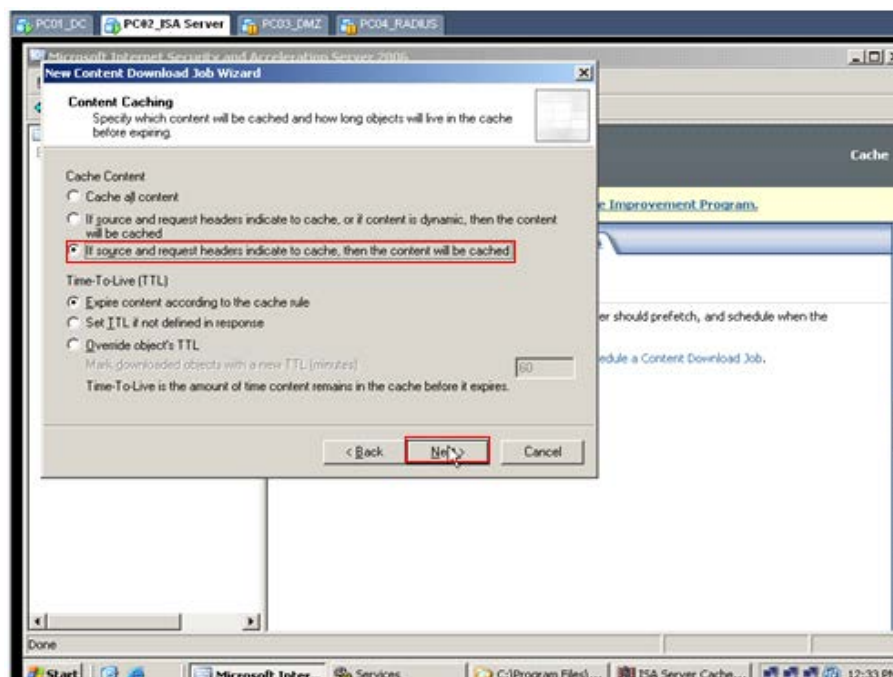 PC01_DC PC02_ISA Server PC03_DMZ PC04_RADIUS
Microsoft Internet Security and Acceleration Server 2006
New Content Download Job Wizard
Content Caching
Specify which content will be cached and how long objects will live in the cache
before expiring.
Cache
Cache Content
Cache all content
If source and request headers indicate to cache, or if content is dynamic, then the content
will be cached
e Improvement Program.
If source and request headers indicate to cache, then the content will be cached
Time-To-Live (TTL)
Expire content according to the cache rule
Set TTL if not defined in response
er should prefetch, and schedule when the
Override object's TTL
Mark downloaded objects with a new TTL (minutes) 60
edule a Content Download Job.
Time-To-Live is the amount of time content remains in the cache before it expires.
< Back Next > Cancel
Done
Start Microsoft Inter... Services C:\Program Files\... ISA Server Cache... 12:33 PM